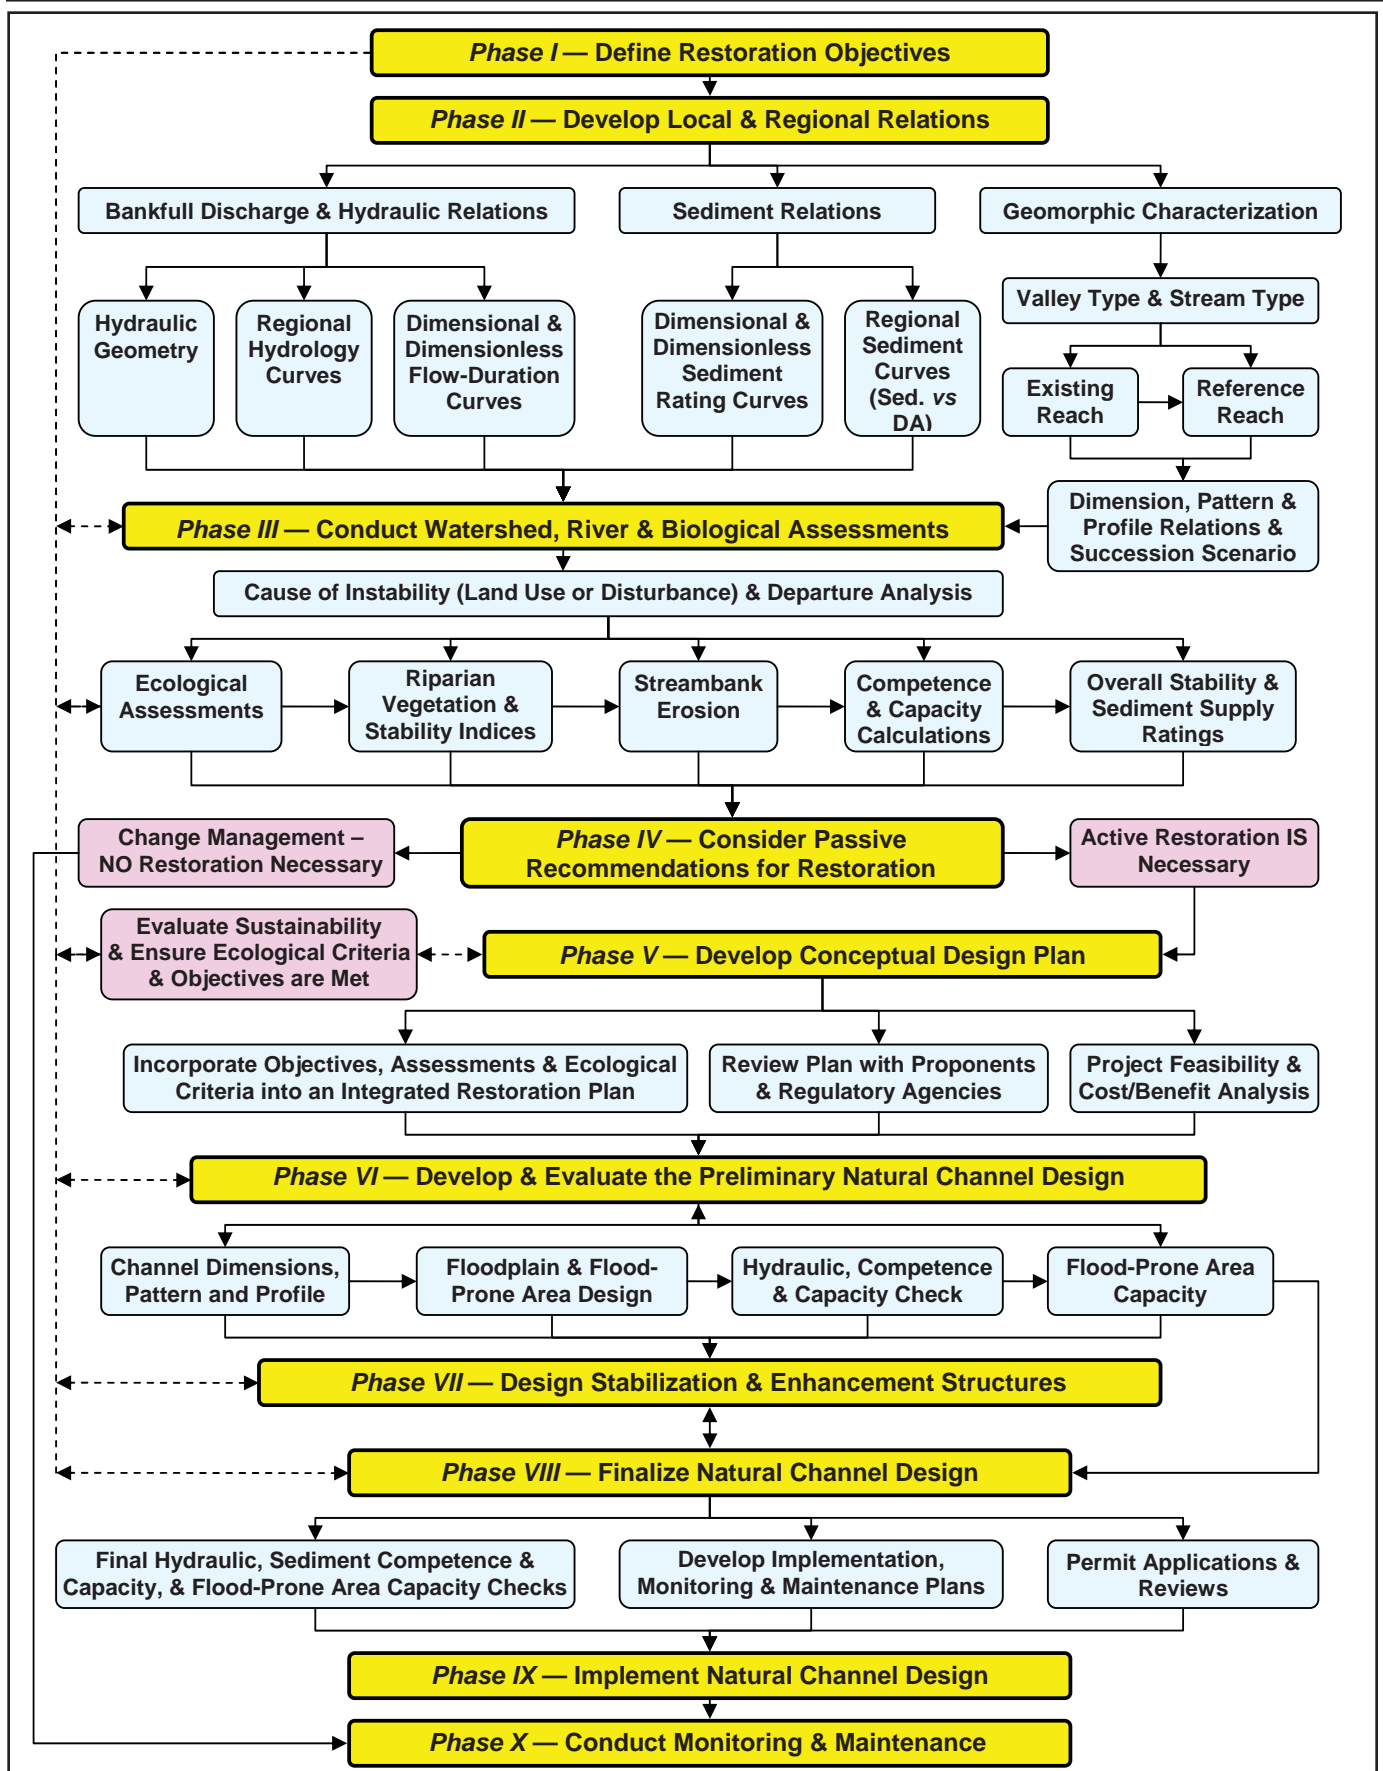 Phase I — Define Restoration Objectives
Phase II — Develop Local & Regional Relations
Bankfull Discharge & Hydraulic Relations
Sediment Relations
Geomorphic Characterization
Hydraulic
Geometry
Regional
Hydrology
Curves
Dimensional &
Dimensionless
Flow-Duration
Curves
Dimensional &
Dimensionless
Sediment
Rating Curves
Regional
Sediment
Curves
(Sed. vs
DA)
Valley Type & Stream Type
Existing
Reach
Reference
Reach
Dimension, Pattern &
Profile Relations &
Succession Scenario
Phase III — Conduct Watershed, River & Biological Assessments
Cause of Instability (Land Use or Disturbance) & Departure Analysis
Ecological
Assessments
Riparian
Vegetation &
Stability Indices
Streambank
Erosion
Competence
& Capacity
Calculations
Overall Stability &
Sediment Supply
Ratings
Change Management –
NO Restoration Necessary
Phase IV — Consider Passive
Recommendations for Restoration
Active Restoration IS
Necessary
Evaluate Sustainability
& Ensure Ecological Criteria
& Objectives are Met
Phase V — Develop Conceptual Design Plan
Incorporate Objectives, Assessments & Ecological
Criteria into an Integrated Restoration Plan
Review Plan with Proponents
& Regulatory Agencies
Project Feasibility &
Cost/Benefit Analysis
Phase VI — Develop & Evaluate the Preliminary Natural Channel Design
Channel Dimensions,
Pattern and Profile
Floodplain & Flood-
Prone Area Design
Hydraulic, Competence
& Capacity Check
Flood-Prone Area
Capacity
Phase VII — Design Stabilization & Enhancement Structures
Phase VIII — Finalize Natural Channel Design
Final Hydraulic, Sediment Competence &
Capacity, & Flood-Prone Area Capacity Checks
Develop Implementation,
Monitoring & Maintenance Plans
Permit Applications &
Reviews
Phase IX — Implement Natural Channel Design
Phase X — Conduct Monitoring & Maintenance